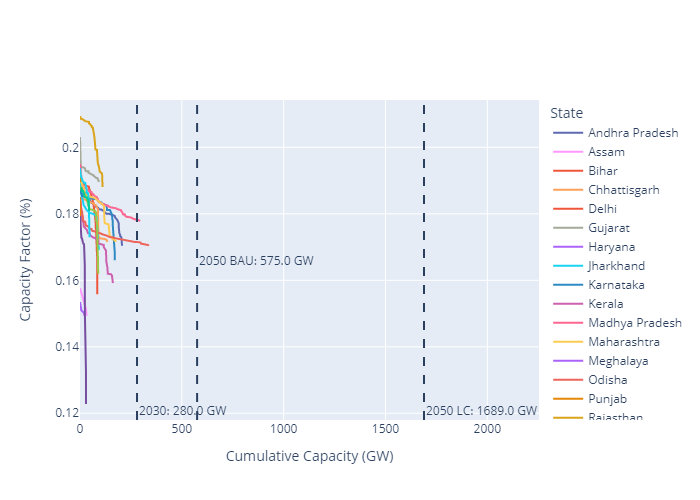 State
Andhra Pradesh
Assam
Bihar
Chhattisgarh
Delhi
Gujarat
Haryana
Jharkhand
Karnataka
Kerala
Madhya Pradesh
Maharashtra
Meghalaya
Odisha
Punjab
Rajasthan
Capacity Factor (%)
0.2
0.18
0.16
0.14
0.12
2050 BAU: 575.0 GW
2030: 280.0 GW
2050 LC: 1689.0 GW
0
500
1000
1500
2000
Cumulative Capacity (GW)